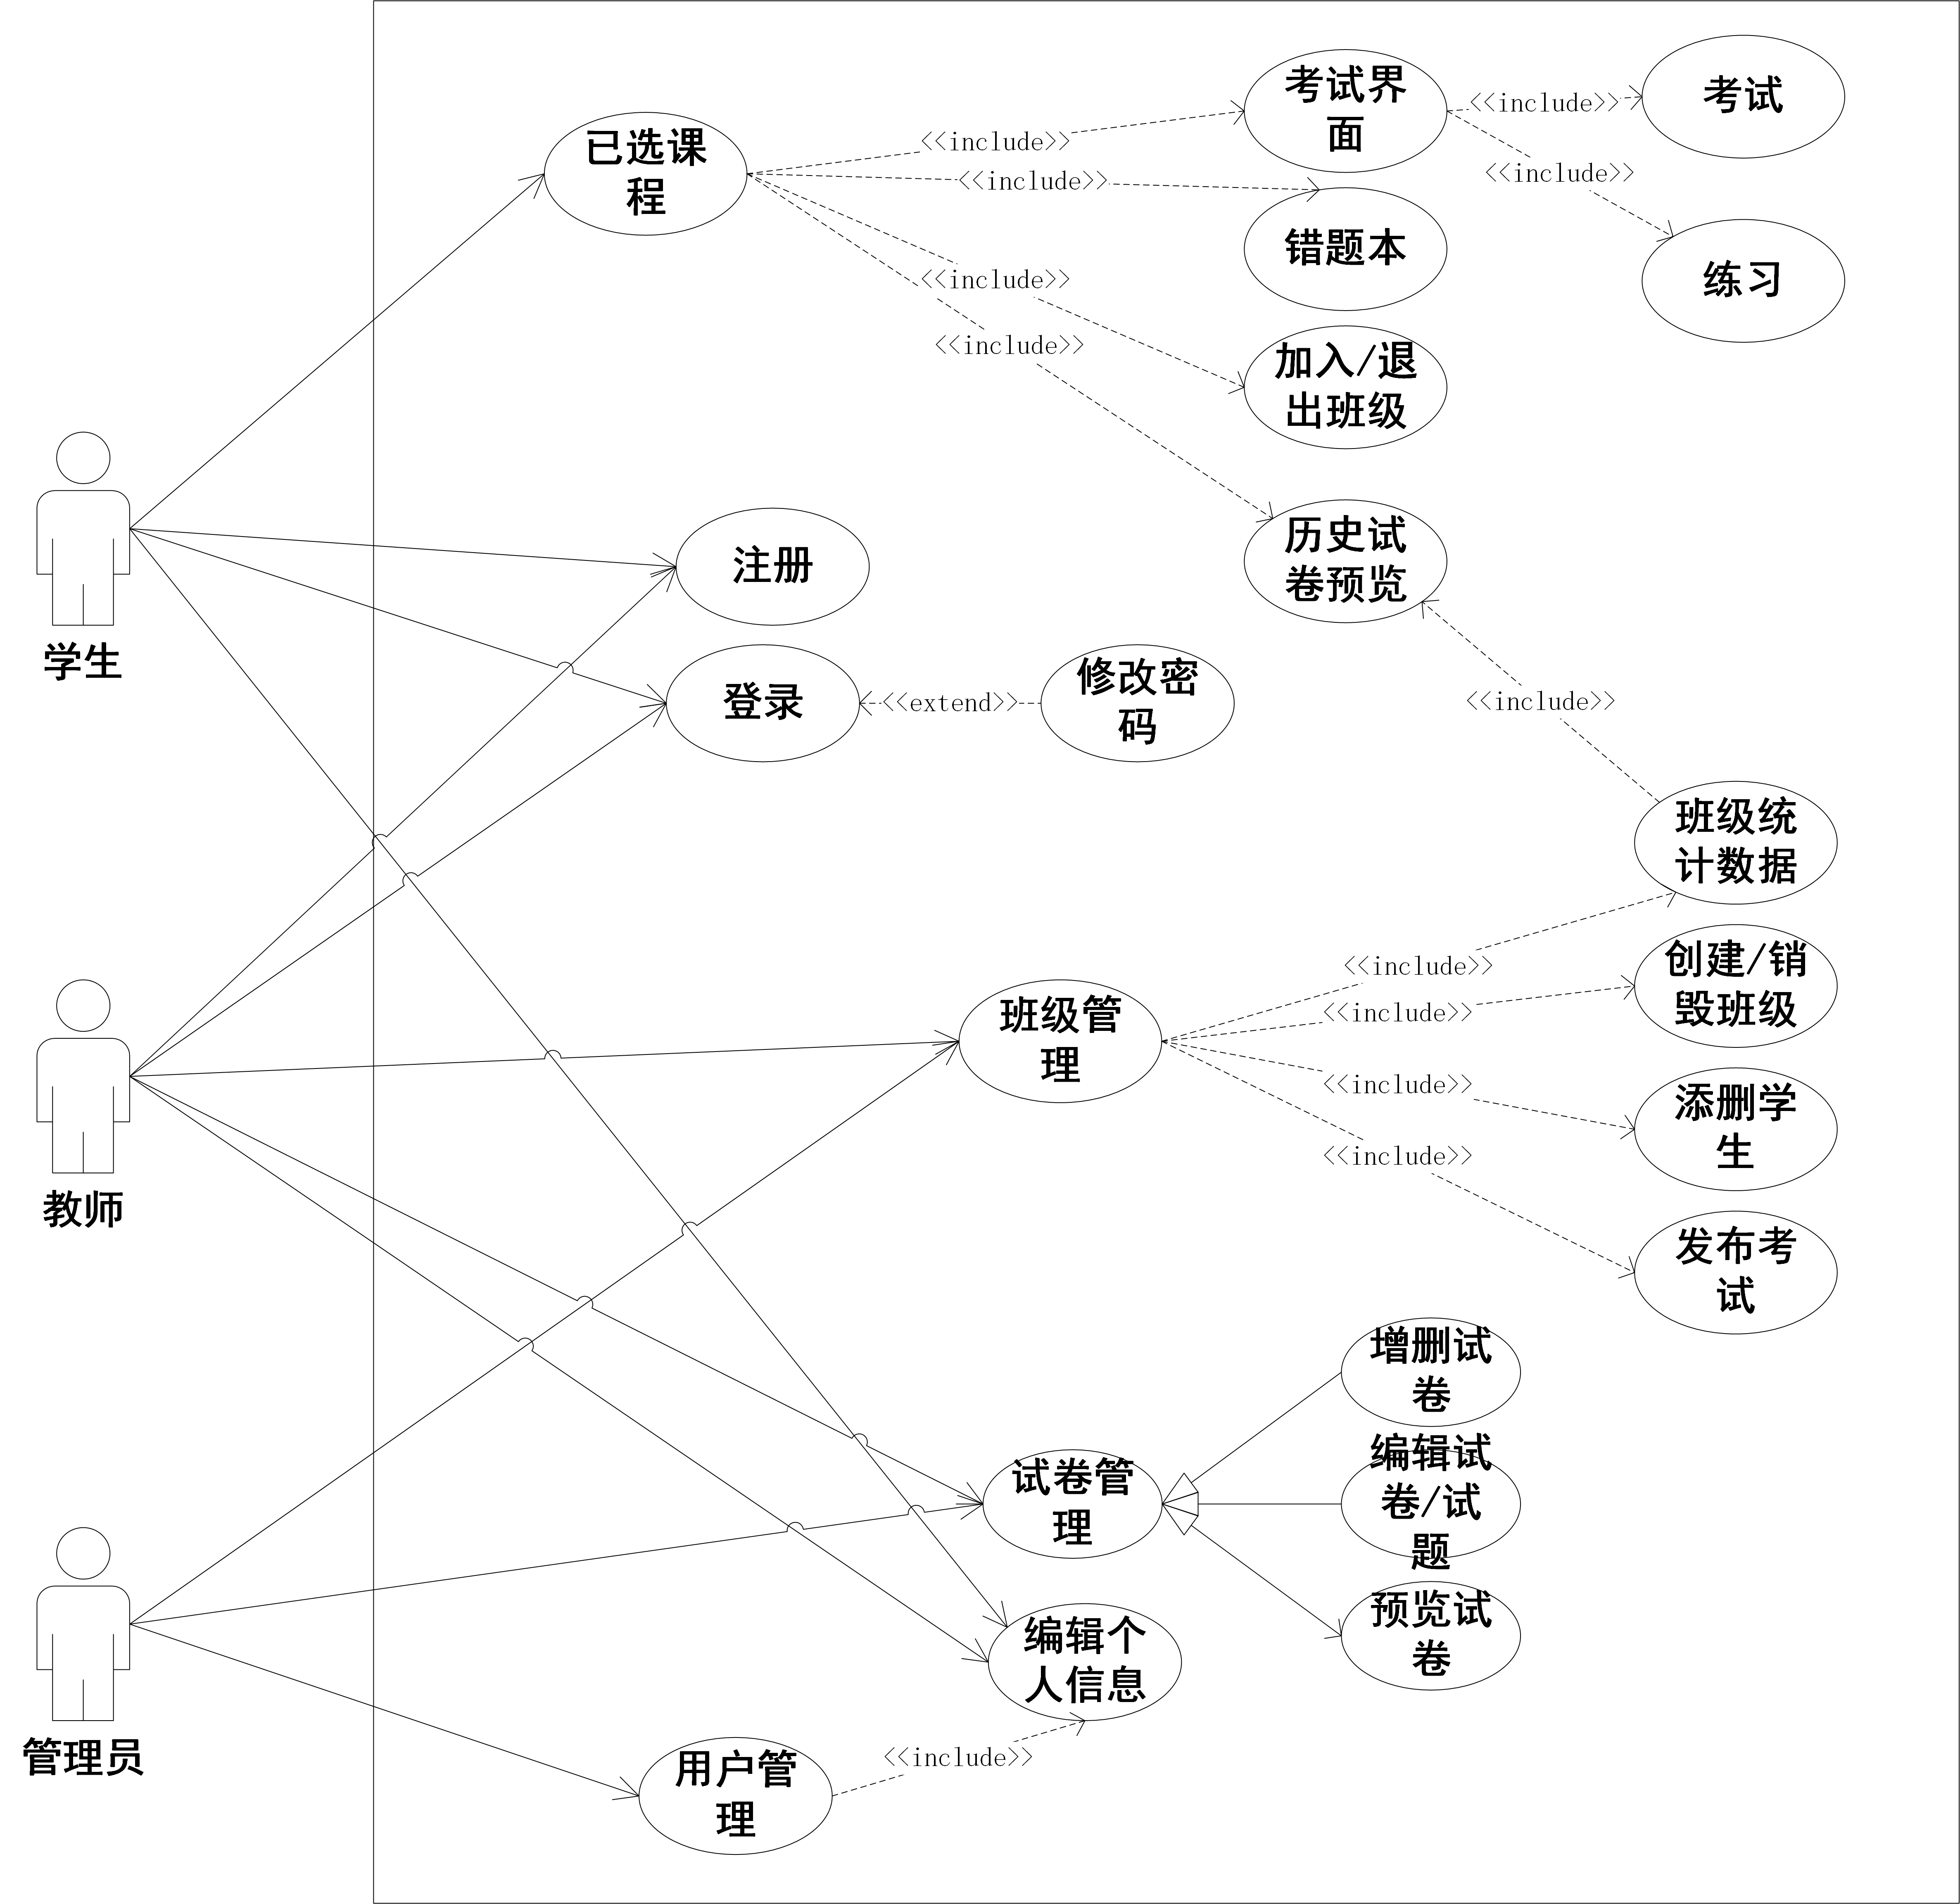 已选课
程
<<include>>
<<include>>
<<include>>
<<include>>
考试界
面
<<include>>
<<include>>
考试
练习
错题本
加入/退
出班级
历史试
卷预览
学生
注册
登录
<<extend>>
修改密
码
<<include>>
班级统
计数据
教师
班级管
理
<<include>>
<<include>>
<<include>>
<<include>>
创建/销
毁班级
添删学
生
发布考
试
试卷管
理
增删试
卷
编辑试
卷/试
题
预览试
卷
编辑个
人信息
管理员
用户管
理
<<include>>